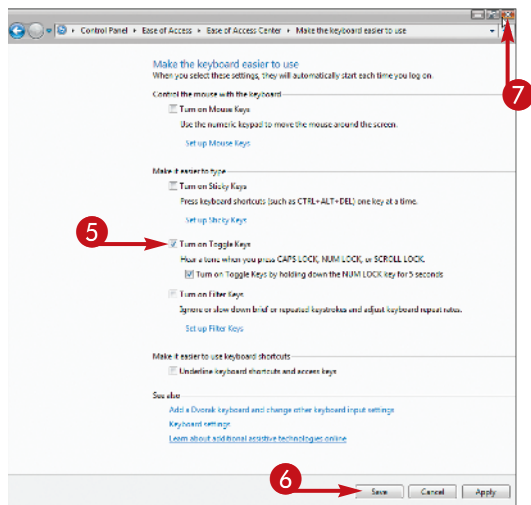 Control Panel ▸ Ease of Access ▸ Ease of Access Center ▸ Make the keyboard easier to use
7
Make the keyboard easier to use
When you select these settings, they will automatically start each time you log on.
Control the mouse with the keyboard
Turn on Mouse Keys
Use the numeric keypad to move the mouse around the screen.
Set up Mouse Keys
Make it easier to type
Turn on Sticky Keys
Press keyboard shortcuts (such as CTRL+ALT+DEL) one key at a time.
Set up Sticky Keys
5
Turn on Toggle Keys
Hear a tone when you press CAPS LOCK, NUM LOCK, or SCROLL LOCK.
Turn on Toggle Keys by holding down the NUM LOCK key for 5 seconds
Turn on Filter Keys
Ignore or slow down brief or repeated keystrokes and adjust keyboard repeat rates.
Set up Filter Keys
Make it easier to use keyboard shortcuts
Underline keyboard shortcuts and access keys
See also
Add a Dvorak keyboard and change other keyboard input settings
Keyboard settings
Learn about additional assistive technologies online
6
Save Cancel Apply